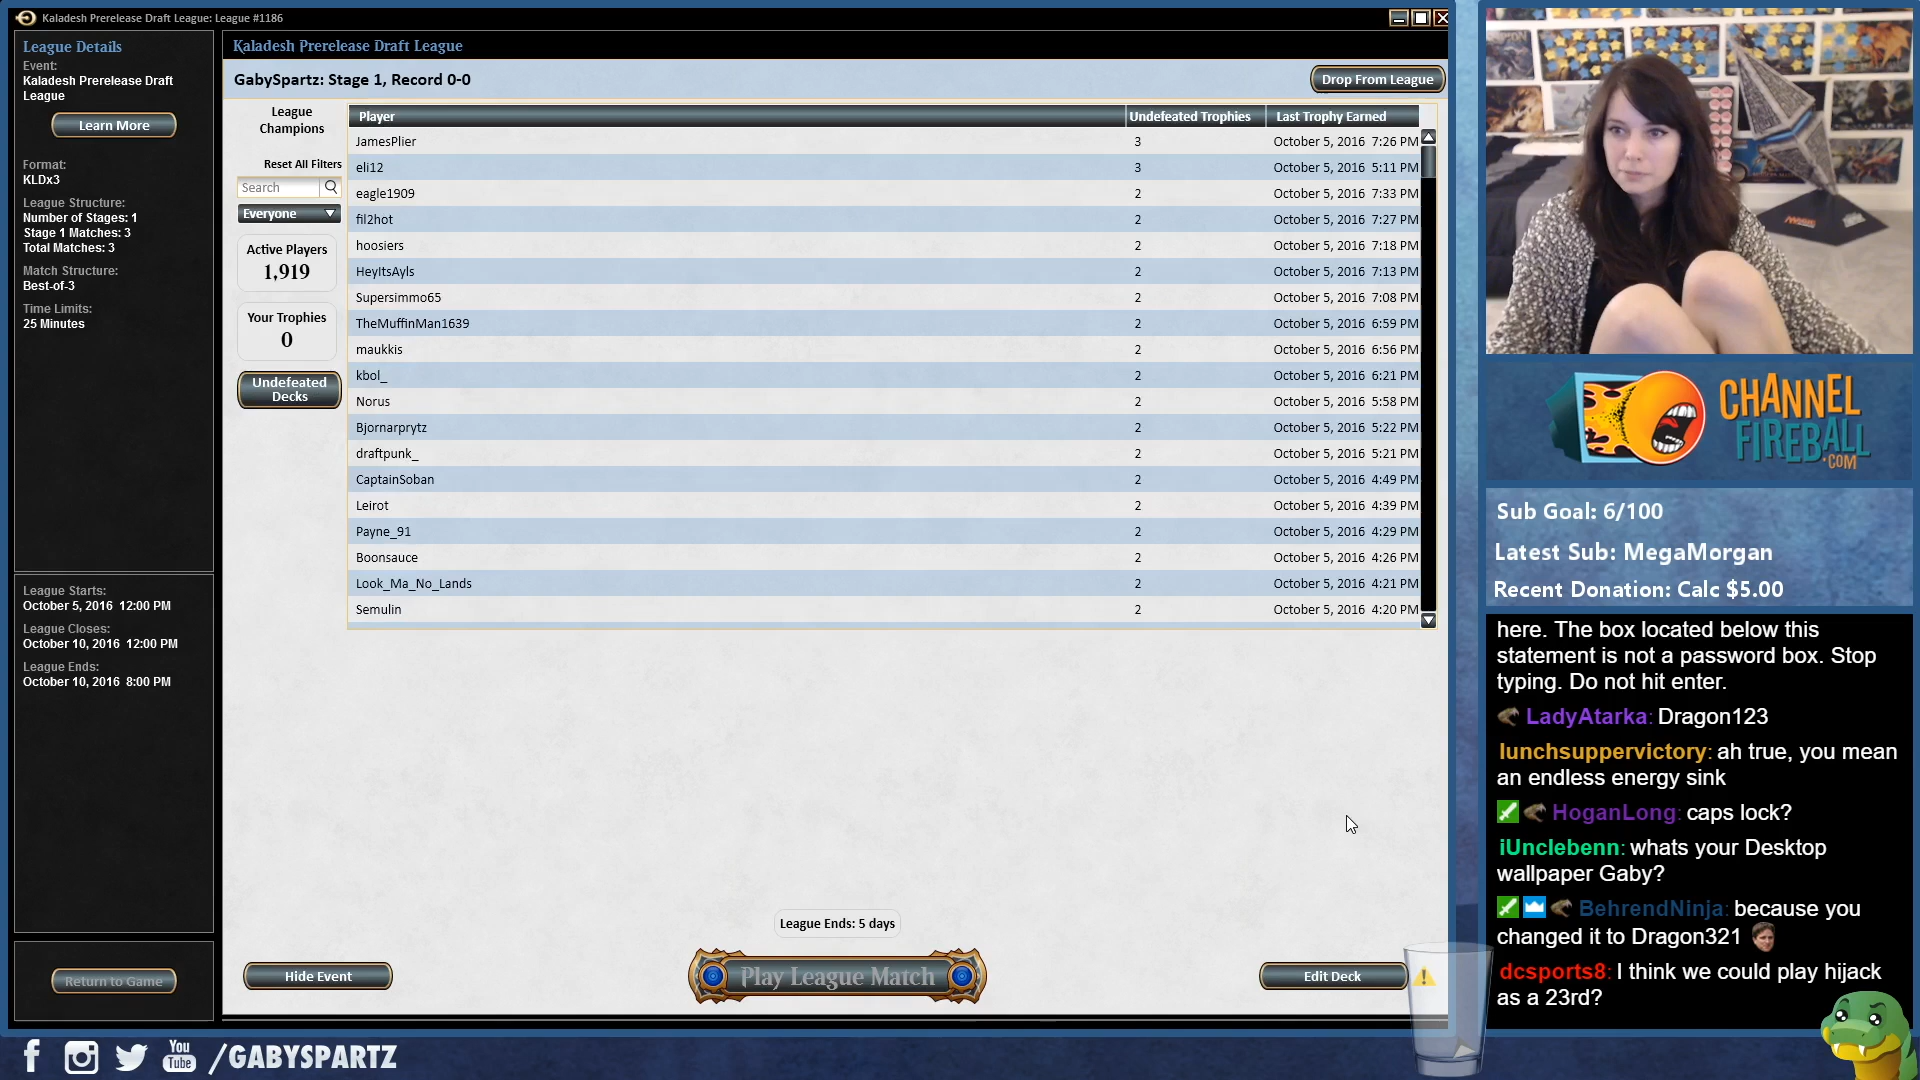 Kaladesh Prerelease Draft League: League #1186
League Details
Event:
Kaladesh Prerelease Draft
League
Learn More
Format:
KLDx3
League Structure:
Number of Stages: 1
Stage 1 Matches: 3
Total Matches: 3
Match Structure:
Best-of-3
Time Limits:
25 Minutes
League Starts:
October 5, 2016 12:00 PM
League Closes:
October 10, 2016 12:00 PM
League Ends:
October 10, 2016 8:00 PM
Return to Game
Kaladesh Prerelease Draft League
GabySpartz: Stage 1, Record 0-0
Drop From League
League
Champions
Reset All Filters
Search
Everyone
Active Players
1,919
Your Trophies
0
Undefeated
Decks
Player Undefeated Trophies Last Trophy Earned
JamesPlier 3 October 5, 2016 7:26 PM
eli12 3 October 5, 2016 5:11 PM
eagle1909 2 October 5, 2016 7:33 PM
fil2hot 2 October 5, 2016 7:27 PM
hoosiers 2 October 5, 2016 7:18 PM
HeyItsAyls 2 October 5, 2016 7:13 PM
Supersimmo65 2 October 5, 2016 7:08 PM
TheMuffinMan1639 2 October 5, 2016 6:59 PM
maukkis 2 October 5, 2016 6:56 PM
kbol_ 2 October 5, 2016 6:21 PM
Norus 2 October 5, 2016 5:58 PM
Bjornarprytz 2 October 5, 2016 5:22 PM
draftpunk_ 2 October 5, 2016 5:21 PM
CaptainSoban 2 October 5, 2016 4:49 PM
Leirot 2 October 5, 2016 4:39 PM
Payne_91 2 October 5, 2016 4:29 PM
Boonsauce 2 October 5, 2016 4:26 PM
Look_Ma_No_Lands 2 October 5, 2016 4:21 PM
Semulin 2 October 5, 2016 4:20 PM
League Ends: 5 days
Hide Event
Play League Match
Edit Deck
CHANNEL
FIREBALL
.COM
Sub Goal: 6/100
Latest Sub: MegaMorgan
Recent Donation: Calc $5.00
here. The box located below this
statement is not a password box. Stop
typing. Do not hit enter.
LadyAtarka: Dragon123
lunchsuppervictory: ah true, you mean
an endless energy sink
HoganLong: caps lock?
iUnclebenn: whats your Desktop
wallpaper Gaby?
BehrendNinja: because you
changed it to Dragon321
dcsports8: I think we could play hijack
as a 23rd?
You
Tube
/GABYSPARTZ